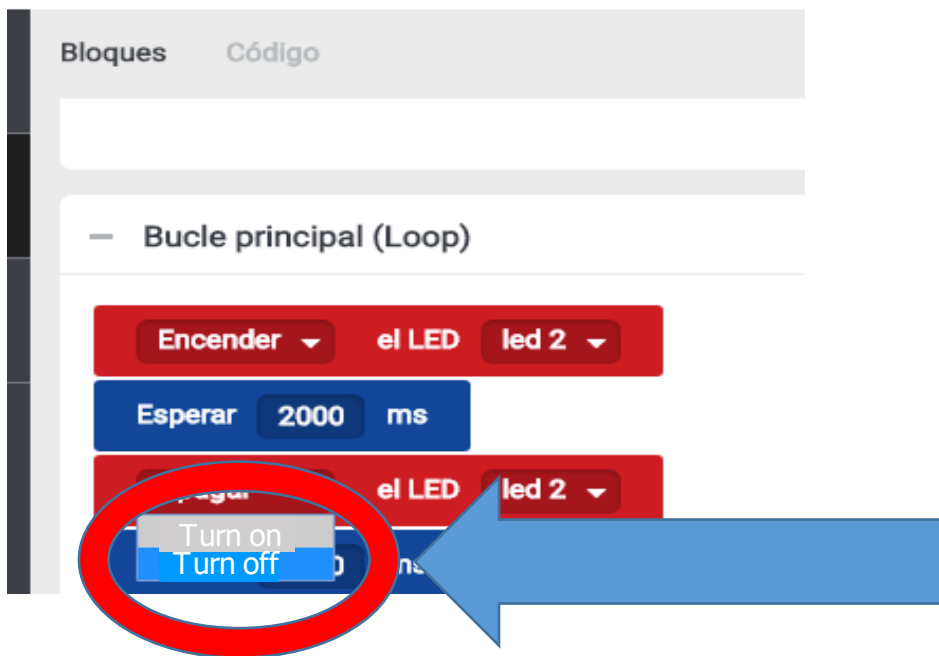 Bloques Código
Bucle principal (Loop)
Encender el LED led 2
Esperar 2000 ms
el LED led 2
Turn on
Turn off